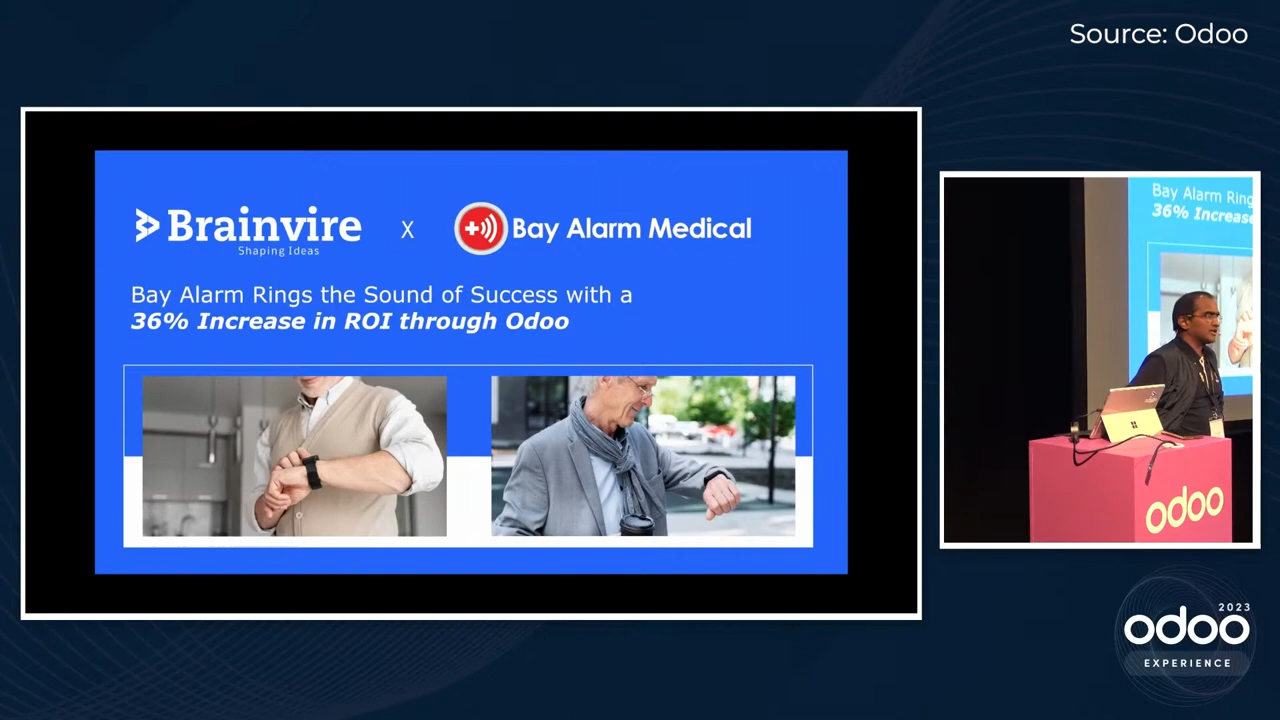 Source: Odoo
Brainvire
Shaping Ideas
X
Bay Alarm Medical
Bay Alarm Rings the Sound of Success with a
36% Increase in ROI through Odoo
Bay Alarm Ring
36% Increase
odoo
2023
odoo
EXPERIENCE